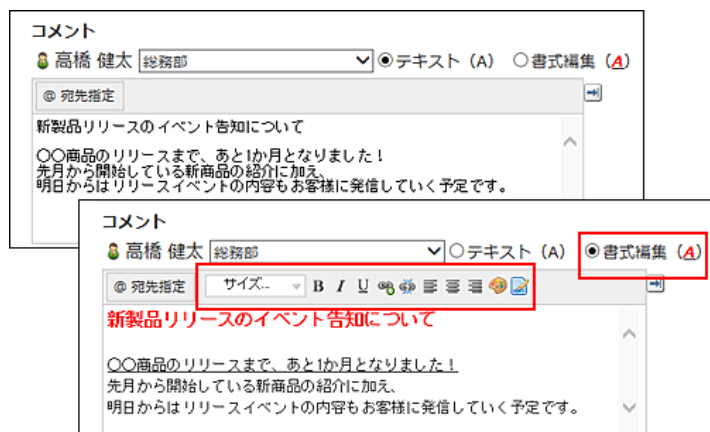 コメント
高橋 健太 総務部 テキスト（A） 書式編集（A）
@ 宛先指定
新製品リリースのイベント告知について
〇〇商品のリリースまで、あと1か月となりました！
先月から開始している新商品の紹介に加え、
明日からはリリースイベントの内容もお客様に発信していく予定です。
コメント
高橋 健太 総務部 テキスト（A） 書式編集（A）
@ 宛先指定 サイズ... B I U
新製品リリースのイベント告知について
〇〇商品のリリースまで、あと1か月となりました！
先月から開始している新商品の紹介に加え、
明日からはリリースイベントの内容もお客様に発信していく予定です。